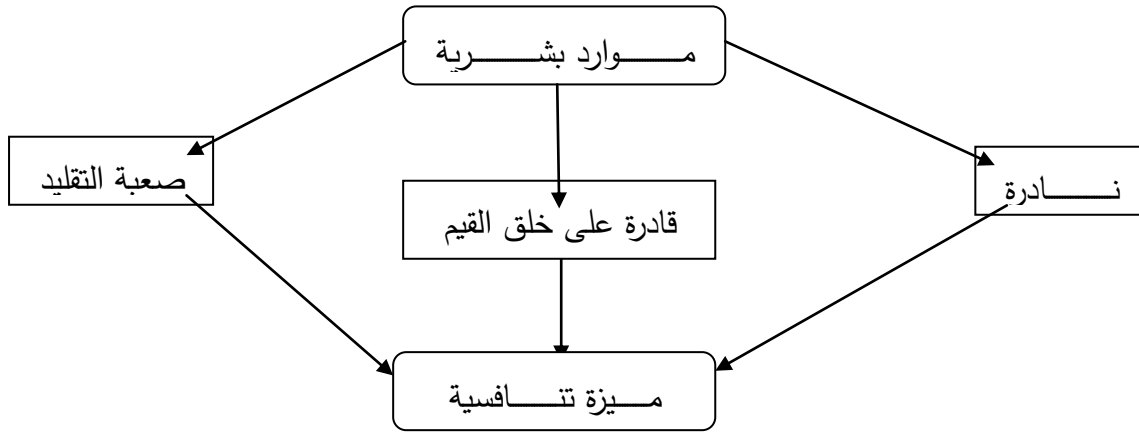 موارد بشرية
نادرة
قادرة على خلق القيم
صعبة التقليد
ميزة تنافسية